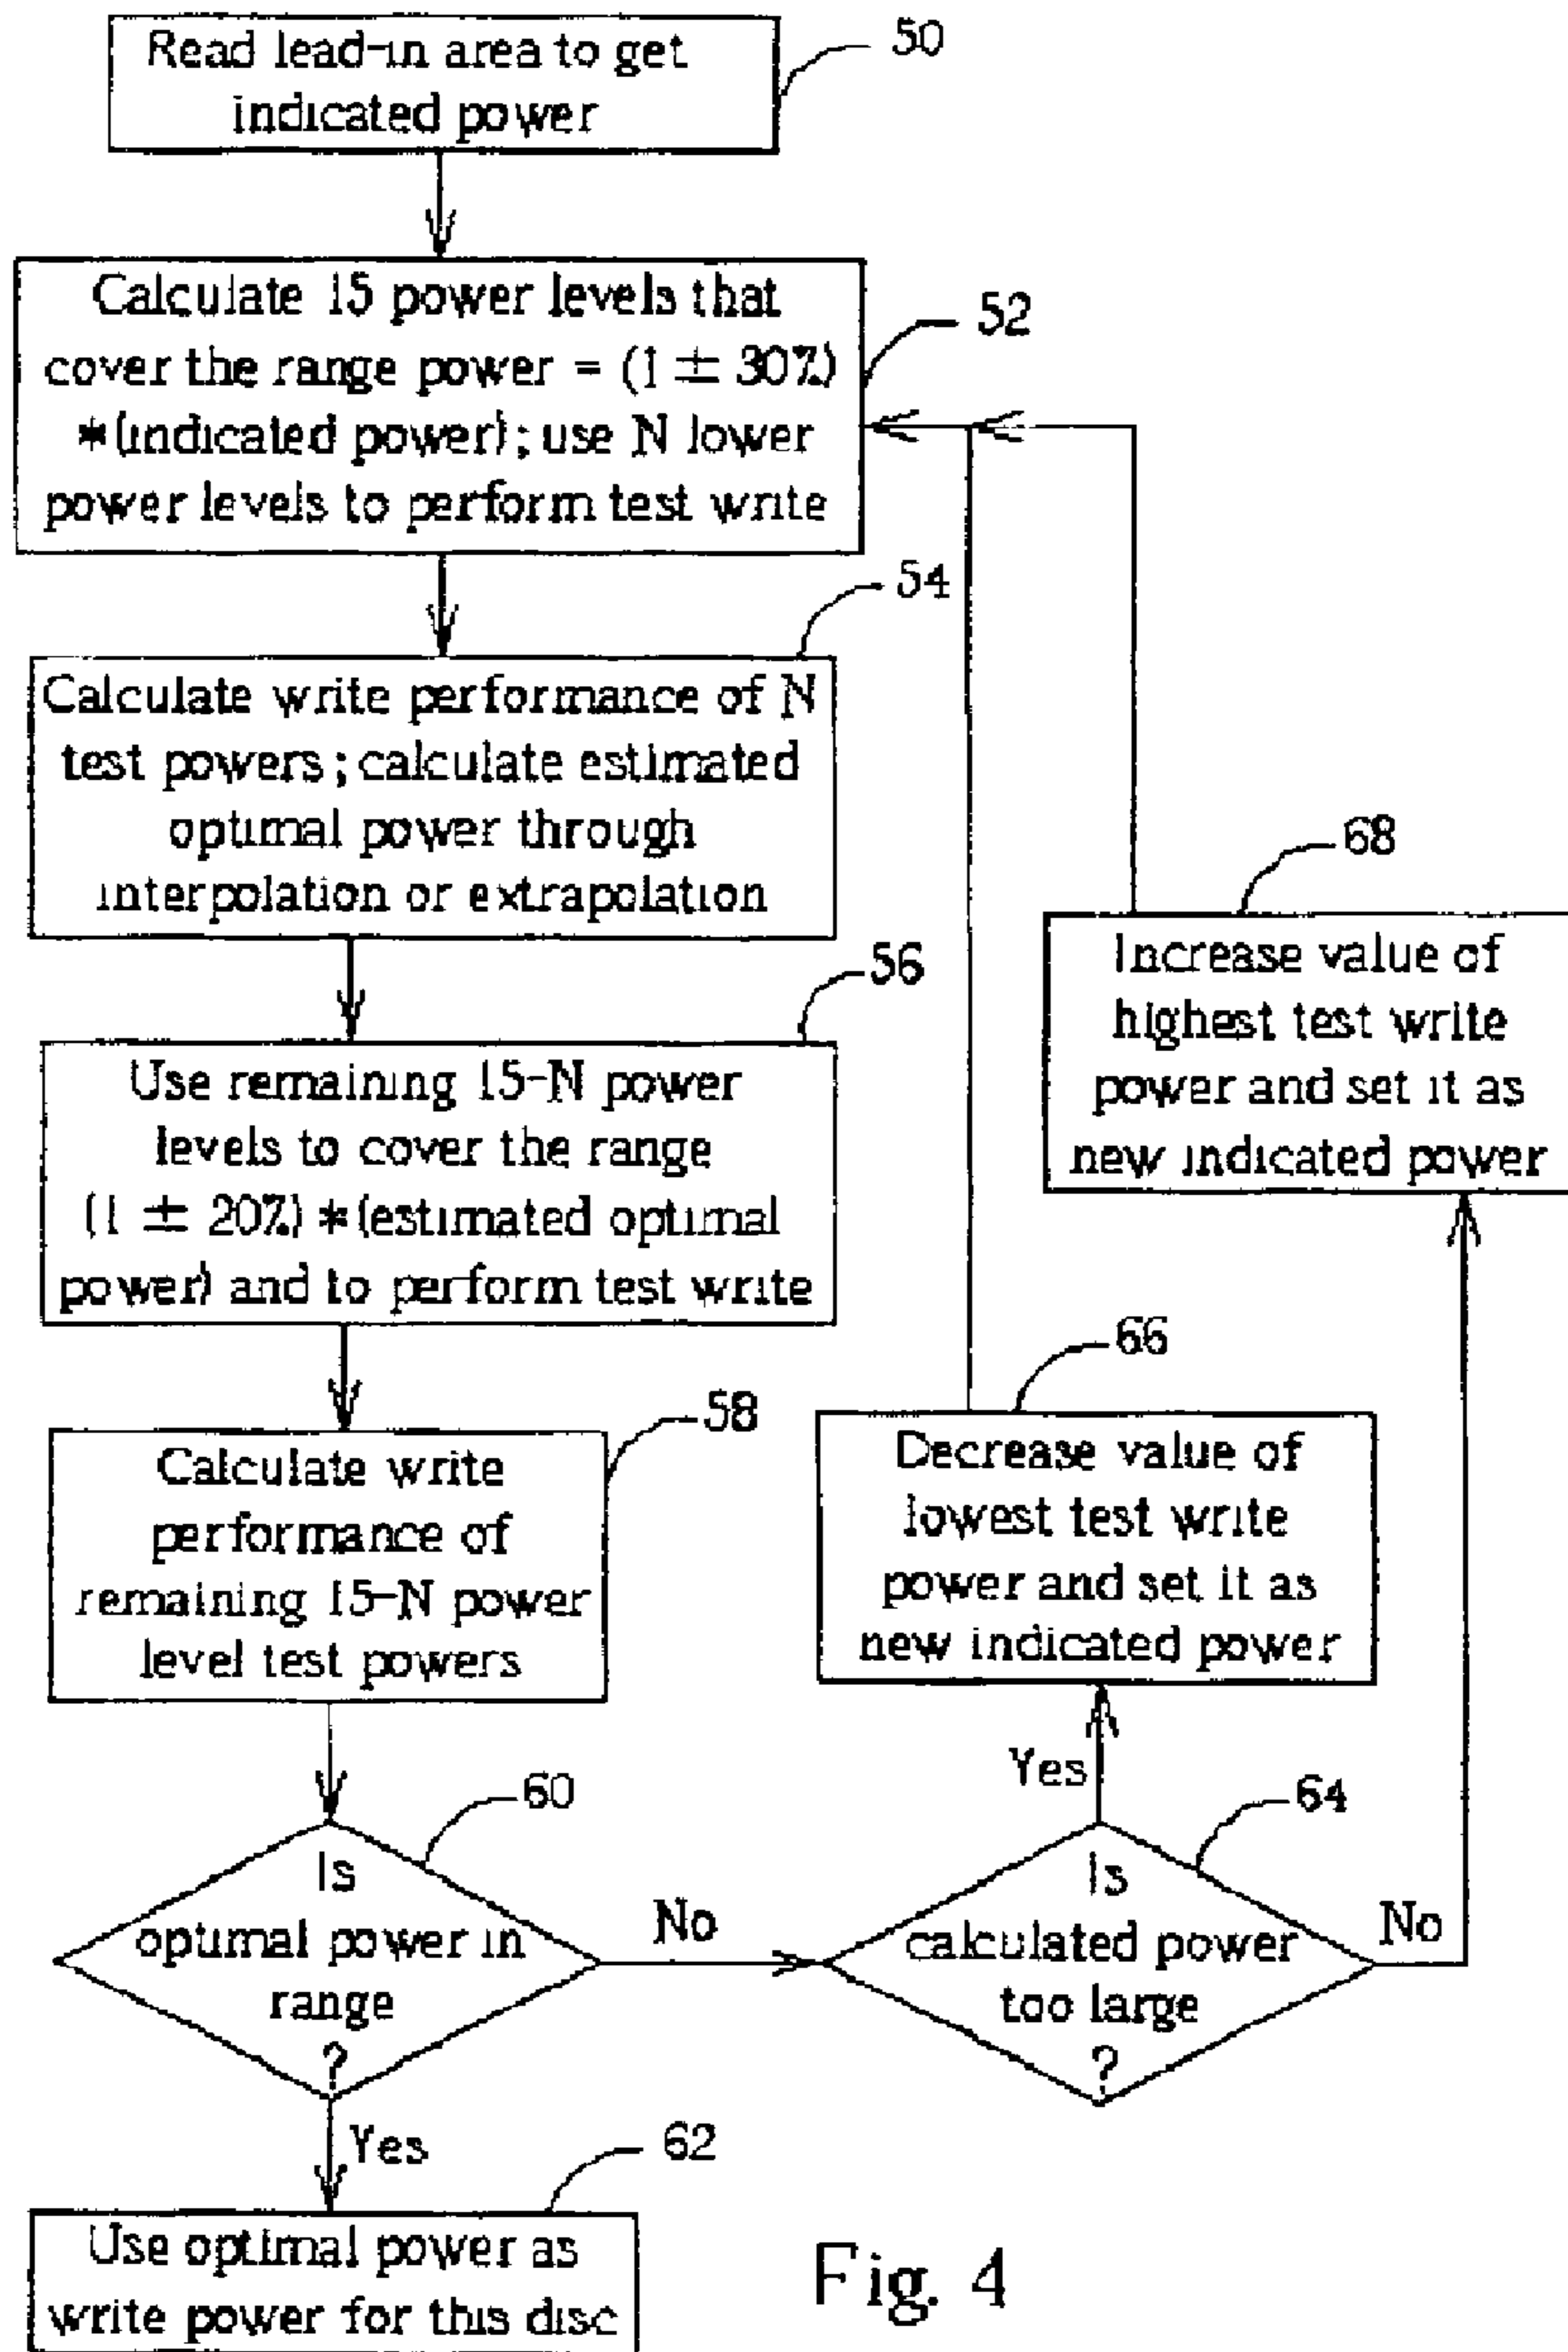 Read lead-in area to get
indicated power
50
Calculate 15 power levels that
cover the range power = (1 ± 30%)
*(indicated power); use N lower
power levels to perform test write
52
Calculate write performance of N
test powers; calculate estimated
optimal power through
interpolation or extrapolation
54
Use remaining 15-N power
levels to cover the range
(1 ± 20%) *(estimated optimal
power) and to perform test write
56
Calculate write
performance of
remaining 15-N power
level test powers
58
Is
optimal power in
range
?
60
Yes
No
Use optimal power as
write power for this disc
62
Is
calculated power
too large
?
64
Yes
No
Decrease value of
lowest test write
power and set it as
new indicated power
66
Increase value of
highest test write
power and set it as
new indicated power
68
Fig. 4